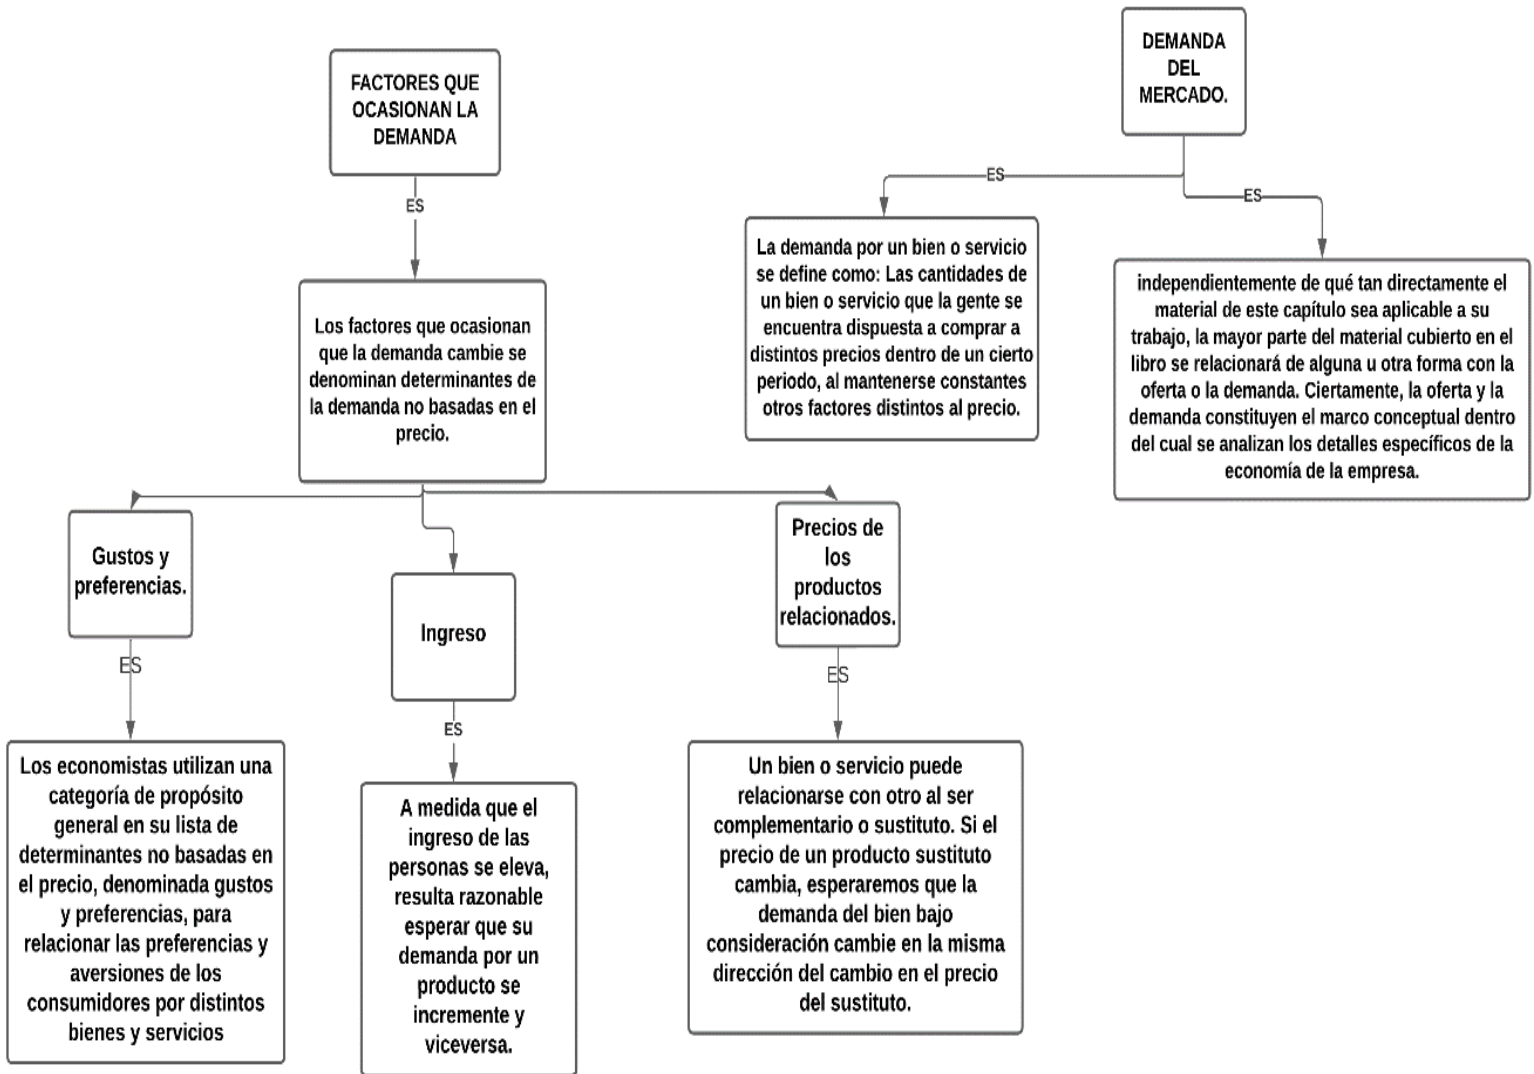 FACTORES QUE
OCASIONAN LA
DEMANDA
ES
Los factores que ocasionan
que la demanda cambie se
denominan determinantes de
la demanda no basadas en el
precio.
Gustos y
preferencias.
ES
Los economistas utilizan una
categoría de propósito
general en su lista de
determinantes no basadas en
el precio, denominada gustos
y preferencias, para
relacionar las preferencias y
aversiones de los
consumidores por distintos
bienes y servicios
Ingreso
ES
A medida que el
ingreso de las
personas se eleva,
resulta razonable
esperar que su
demanda por un
producto se
incremente y
viceversa.
Precios de
los
productos
relacionados.
ES
Un bien o servicio puede
relacionarse con otro al ser
complementario o sustituto. Si el
precio de un producto sustituto
cambia, esperaremos que la
demanda del bien bajo
consideración cambie en la misma
dirección del cambio en el precio
del sustituto.
DEMANDA
DEL
MERCADO.
ES
La demanda por un bien o servicio
se define como: Las cantidades de
un bien o servicio que la gente se
encuentra dispuesta a comprar a
distintos precios dentro de un cierto
periodo, al mantenerse constantes
otros factores distintos al precio.
ES
independientemente de qué tan directamente el
material de este capítulo sea aplicable a su
trabajo, la mayor parte del material cubierto en el
libro se relacionará de alguna u otra forma con la
oferta o la demanda. Ciertamente, la oferta y la
demanda constituyen el marco conceptual dentro
del cual se analizan los detalles específicos de la
economía de la empresa.